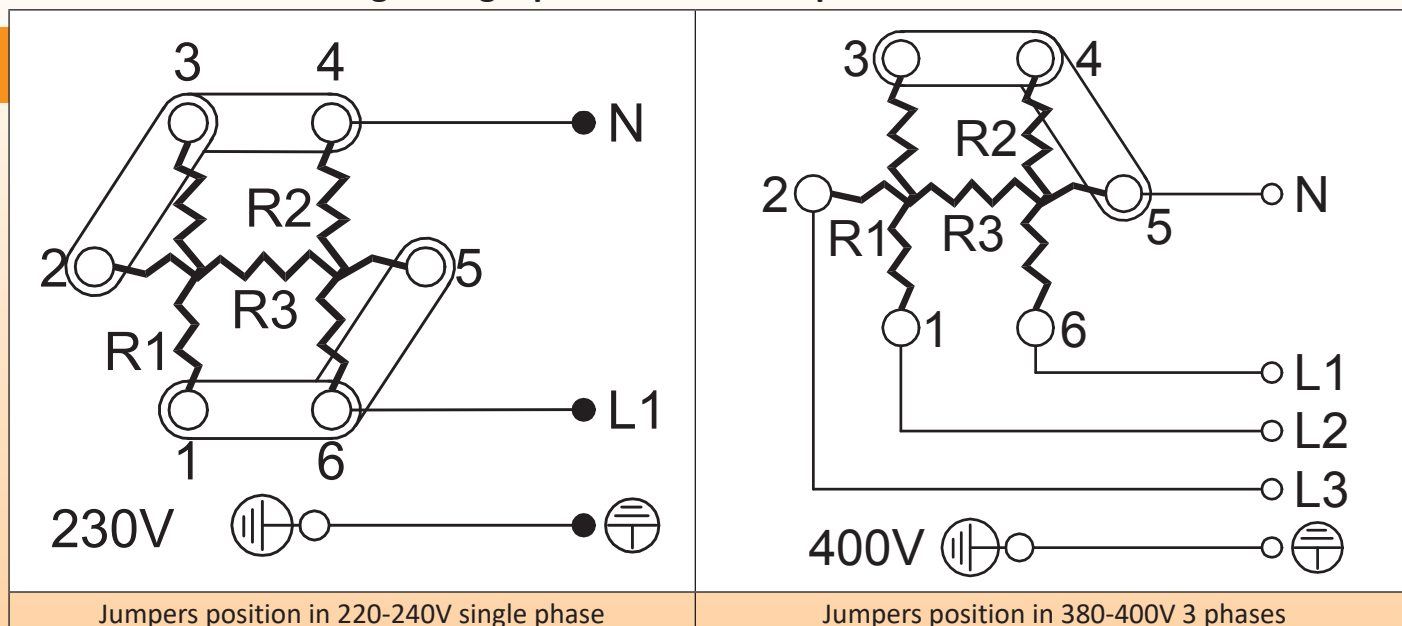 3 4
N
R2
2 5
R3
R1
L1
1 6
230V
Jumpers position in 220-240V single phase
3 4
R2
2 N
R1 R3 5
1 6
L1
L2
L3
400V
Jumpers position in 380-400V 3 phases